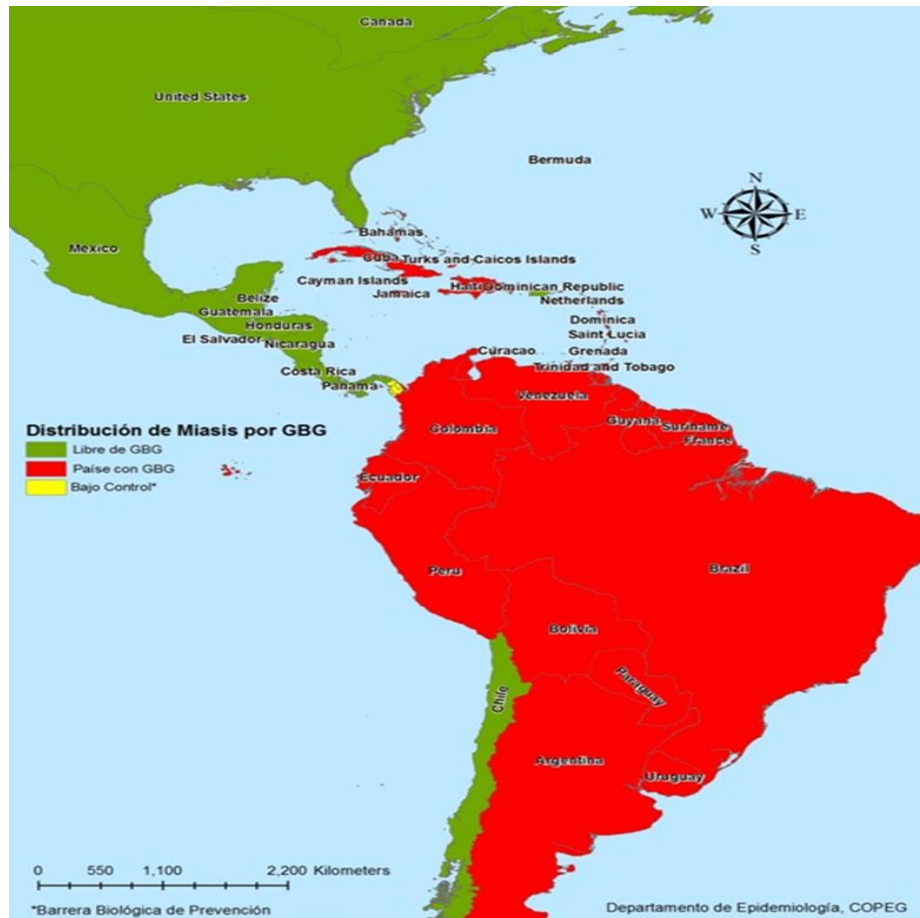 Canada
United States
Bermuda
N
W E
S
Mexico
Bahamas
Cuba Turks and Caicos Islands
Cayman Islands
Haiti Dominican Republic
Jamaica
Belize
Netherlands
Guatemala
Honduras
Dominica
El Salvador
Saint Lucia
Nicaragua
Curacao
Grenada
Costa Rica
Trinidad and Tobago
Panama
Venezuela
Guyana
Colombia
Suriname
France
Distribución de Miasis por GBG
Libre de GBG
Paíse con GBG
Bajo Control*
Ecuador
Peru
Brazil
Bolivia
Paraguay
Chile
Argentina
Uruguay
0 550 1,100 2,200 Kilometers
*Barrera Biológica de Prevención
Departamento de Epidemiología, COPEG